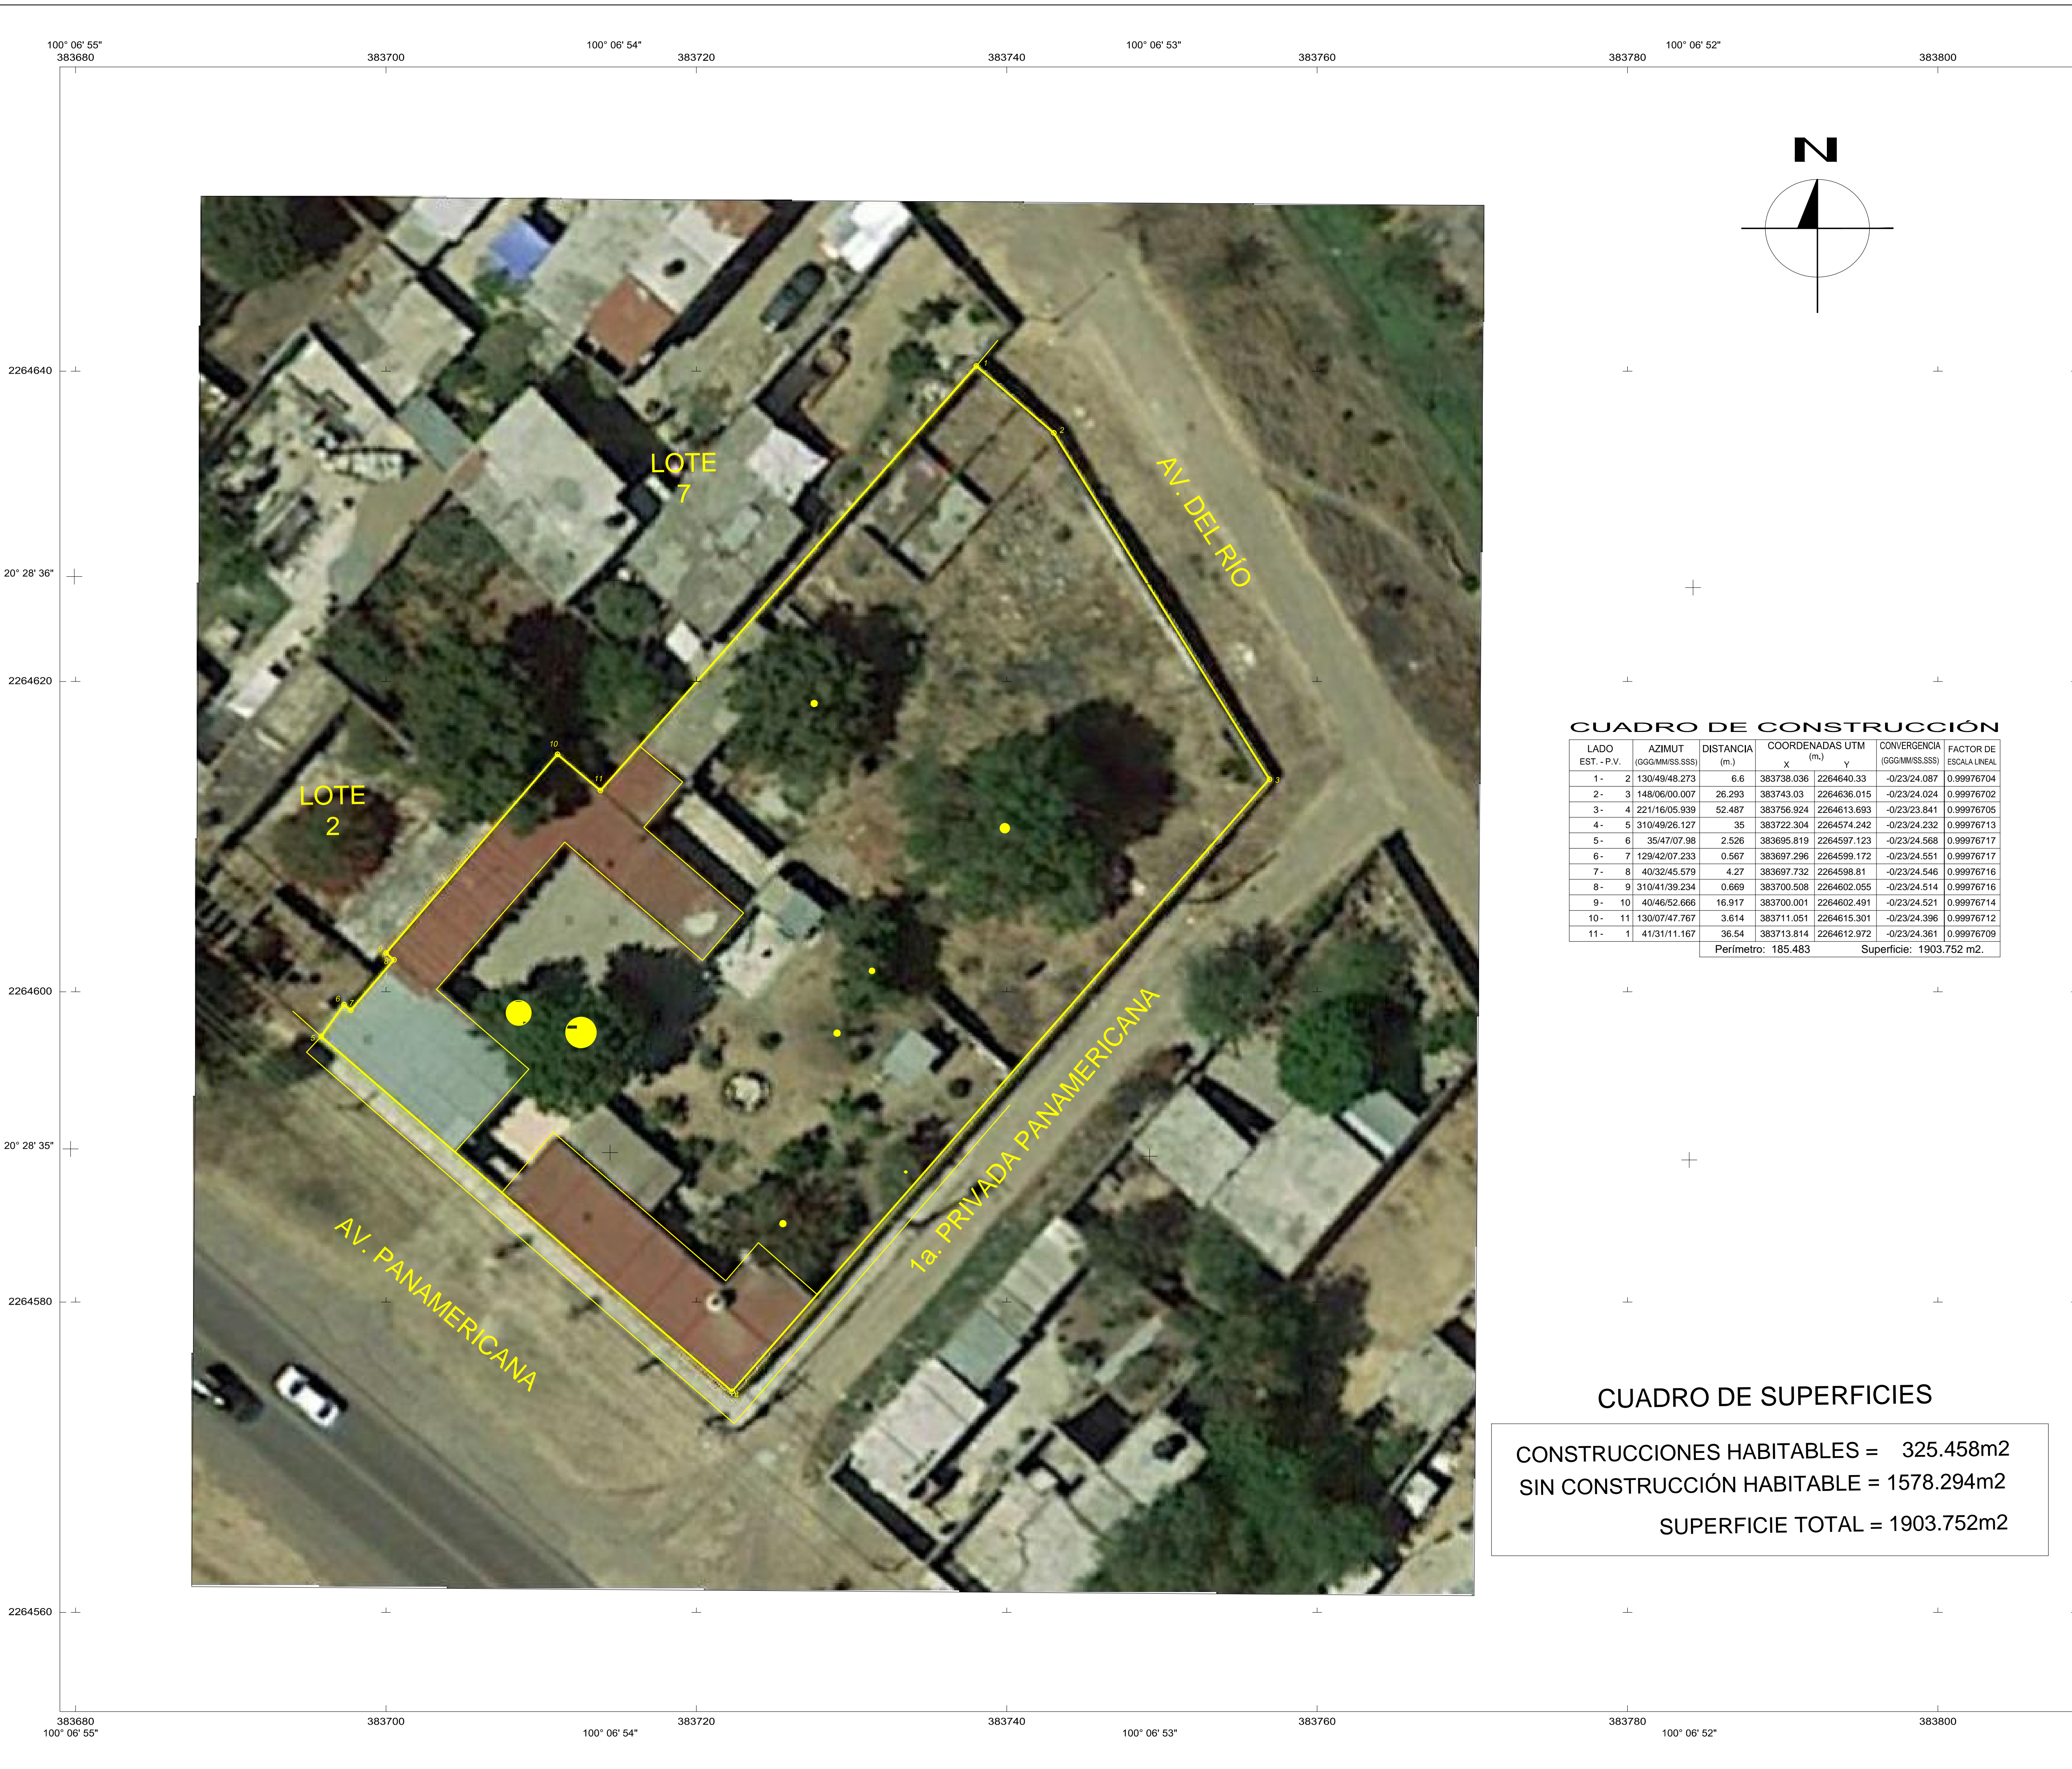 100° 06' 55" 100° 06' 54" 100° 06' 53" 100° 06' 52"
383680 383700 383720 383740 383760 383780 383800
N
2264640
1
2
LOTE
7
AV. DEL RÍO
20° 28' 36"
2264620
CUADRO DE CONSTRUCCIÓN
LADO EST. - P.V. AZIMUT (GGG/MM/SS.SSS) DISTANCIA (m.) COORDENADAS UTM (m.) X Y CONVERGENCIA (GGG/MM/SS.SSS) FACTOR DE ESCALA LINEAL
1 - 2 130/49/48.273 6.6 383738.036 2264640.33 -0/23/24.087 0.99976704
2 - 3 148/06/00.007 26.293 383743.03 2264636.015 -0/23/24.024 0.99976702
3 - 4 221/16/05.939 52.487 383756.924 2264613.693 -0/23/23.841 0.99976705
4 - 5 310/49/26.127 35 383722.304 2264574.242 -0/23/24.232 0.99976713
5 - 6 35/47/07.98 2.526 383695.819 2264597.123 -0/23/24.568 0.99976717
6 - 7 129/42/07.233 0.567 383697.296 2264599.172 -0/23/24.551 0.99976717
7 - 8 40/32/45.579 4.27 383697.732 2264598.81 -0/23/24.546 0.99976716
8 - 9 310/41/39.234 0.669 383700.508 2264602.055 -0/23/24.514 0.99976716
9 - 10 40/46/52.666 16.917 383700.001 2264602.491 -0/23/24.521 0.99976714
10 - 11 130/07/47.767 3.614 383711.051 2264615.301 -0/23/24.396 0.99976712
11 - 1 41/31/11.167 36.54 383713.814 2264612.972 -0/23/24.361 0.99976709
Perímetro: 185.483 Superficie: 1903.752 m2.
10
11
3
LOTE
2
9
8
6
7
5
2264600
1a. PRIVADA PANAMERICANA
20° 28' 35"
AV. PANAMERICANA
2264580
CUADRO DE SUPERFICIES
CONSTRUCCIONES HABITABLES = 325.458m2
SIN CONSTRUCCIÓN HABITABLE = 1578.294m2
SUPERFICIE TOTAL = 1903.752m2
2264560
383680 383700 383720 383740 383760 383780 383800
100° 06' 55" 100° 06' 54" 100° 06' 53" 100° 06' 52"